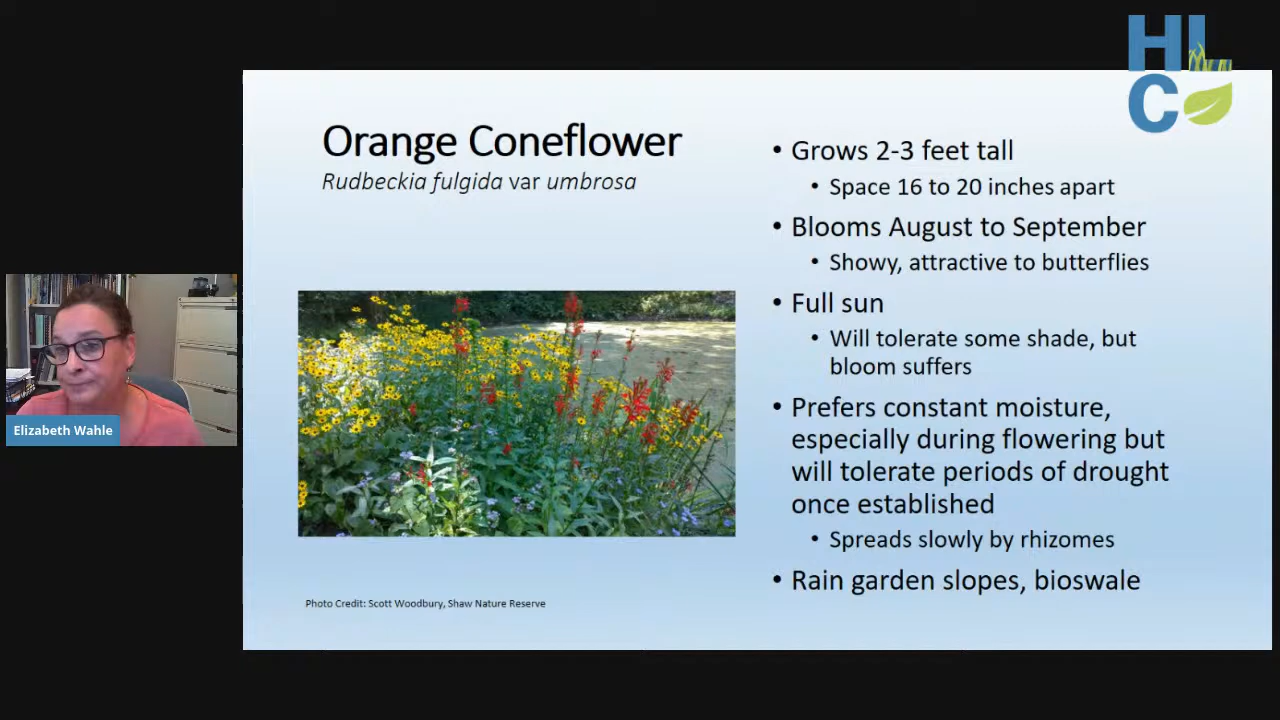 HL
C
Orange Coneflower
Rudbeckia fulgida var umbrosa
• Grows 2-3 feet tall
• Space 16 to 20 inches apart
• Blooms August to September
• Showy, attractive to butterflies
• Full sun
• Will tolerate some shade, but
bloom suffers
• Prefers constant moisture,
especially during flowering but
will tolerate periods of drought
once established
• Spreads slowly by rhizomes
• Rain garden slopes, bioswale
Photo Credit: Scott Woodbury, Shaw Nature Reserve
Elizabeth Wahle